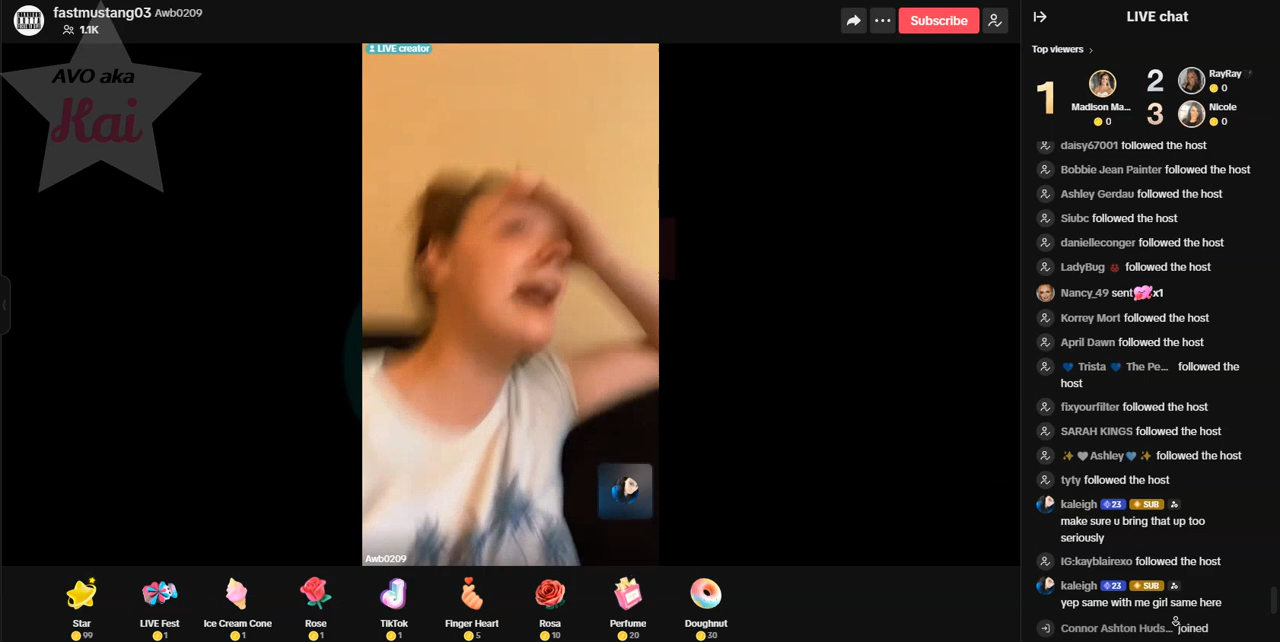 fastmustang03 Awb0209
1.1K
Subscribe
LIVE chat
AVO aka
Kai
LIVE creator
Awb0209
Top viewers
1
Madison Ma...
0
2
RayRay
0
3
Nicole
0
daisy67001 followed the host
Bobbie Jean Painter followed the host
Ashley Gerdau followed the host
Siubc followed the host
danielleconger followed the host
LadyBug 🐞 followed the host
Nancy_49 sent 💖 x1
Korrey Mort followed the host
April Dawn followed the host
💙 Trista 💙 The Pe... followed the
host
fixyourfilter followed the host
SARAH KINGS followed the host
✨ 🤍Ashley💙 ✨ followed the host
tyty followed the host
kaleigh 23 SUB
make sure u bring that up too
seriously
IG:kayblairexo followed the host
kaleigh 23 SUB
yep same with me girl same here
Connor Ashton Huds... joined
Star
99
LIVE Fest
1
Ice Cream Cone
1
Rose
1
TikTok
1
Finger Heart
5
Rosa
10
Perfume
20
Doughnut
30